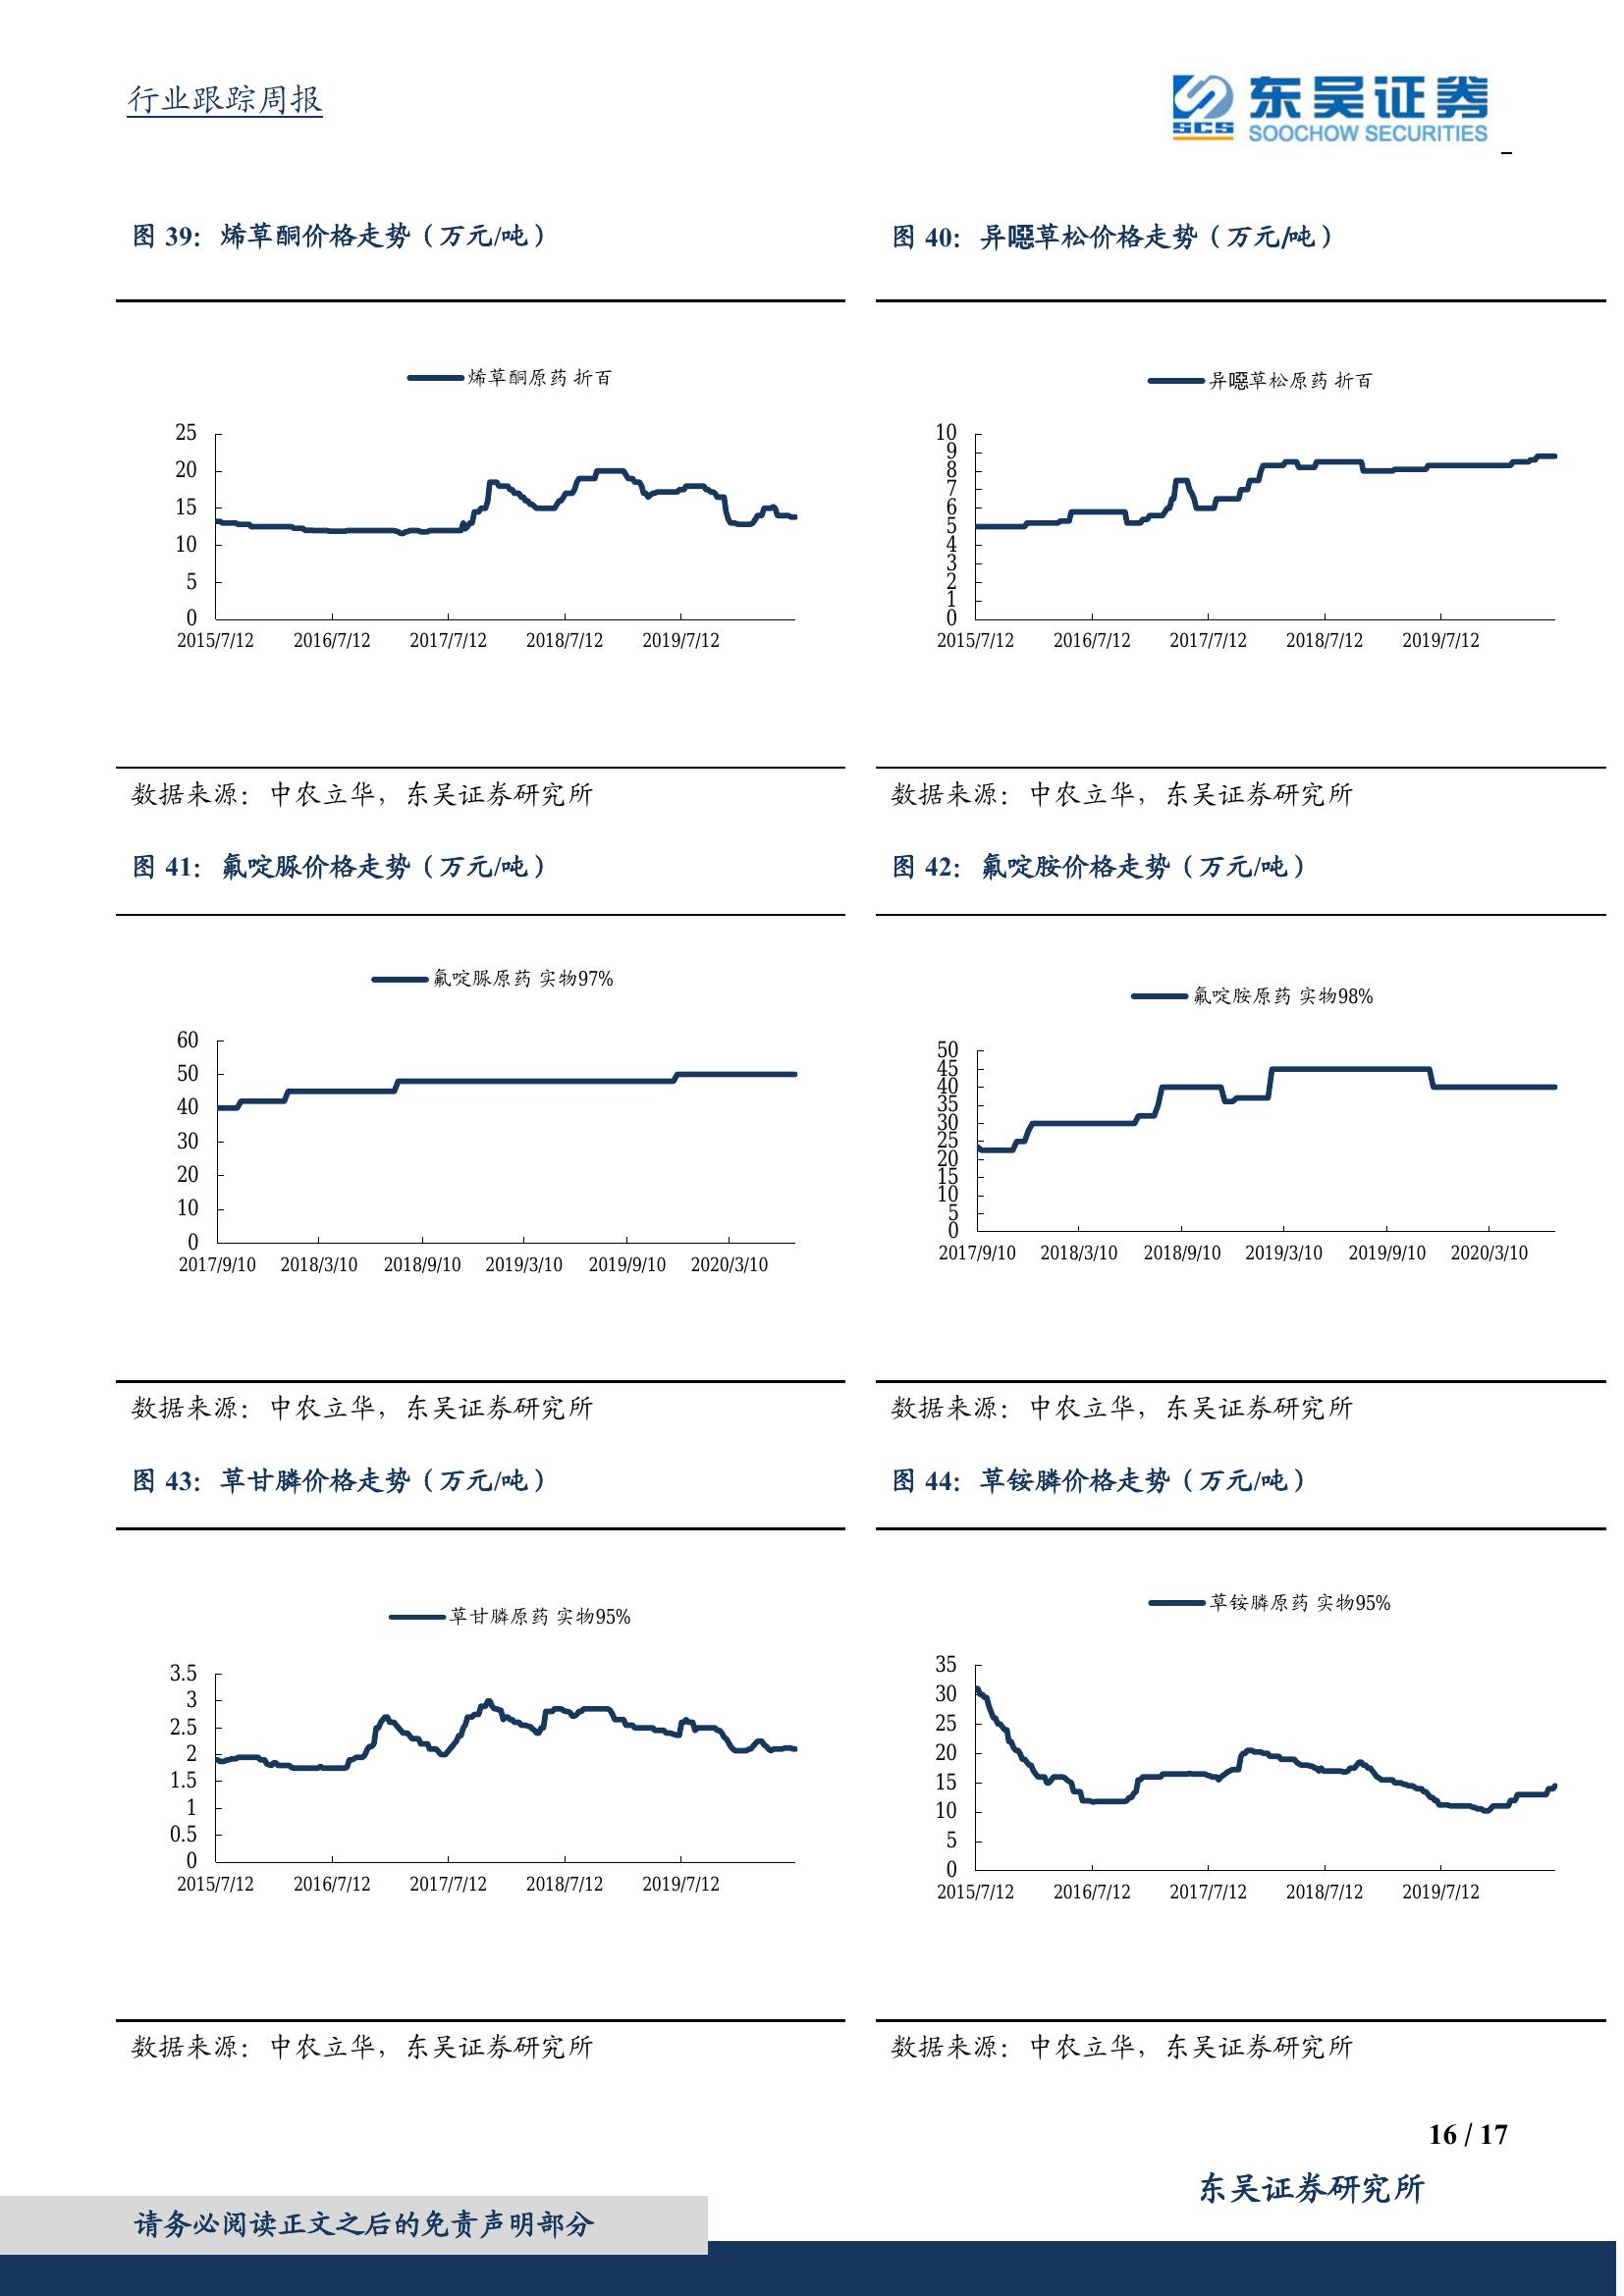 行业跟踪周报
东吴证券
SCS
SOOCHOW SECURITIES
图 39：烯草酮价格走势（万元/吨）
烯草酮原药 折百
25
20
15
10
5
0
2015/7/12 2016/7/12 2017/7/12 2018/7/12 2019/7/12
数据来源：中农立华，东吴证券研究所
图 40：异噁草松价格走势（万元/吨）
异噁草松原药 折百
10
9
8
7
6
5
4
3
2
1
0
2015/7/12 2016/7/12 2017/7/12 2018/7/12 2019/7/12
数据来源：中农立华，东吴证券研究所
图 41：氟啶脲价格走势（万元/吨）
氟啶脲原药 实物97%
60
50
40
30
20
10
0
2017/9/10 2018/3/10 2018/9/10 2019/3/10 2019/9/10 2020/3/10
数据来源：中农立华，东吴证券研究所
图 42：氟啶胺价格走势（万元/吨）
氟啶胺原药 实物98%
50
45
40
35
30
25
20
15
10
5
0
2017/9/10 2018/3/10 2018/9/10 2019/3/10 2019/9/10 2020/3/10
数据来源：中农立华，东吴证券研究所
图 43：草甘膦价格走势（万元/吨）
草甘膦原药 实物95%
3.5
3
2.5
2
1.5
1
0.5
0
2015/7/12 2016/7/12 2017/7/12 2018/7/12 2019/7/12
数据来源：中农立华，东吴证券研究所
图 44：草铵膦价格走势（万元/吨）
草铵膦原药 实物95%
35
30
25
20
15
10
5
0
2015/7/12 2016/7/12 2017/7/12 2018/7/12 2019/7/12
数据来源：中农立华，东吴证券研究所
16 / 17
东吴证券研究所
请务必阅读正文之后的免责声明部分